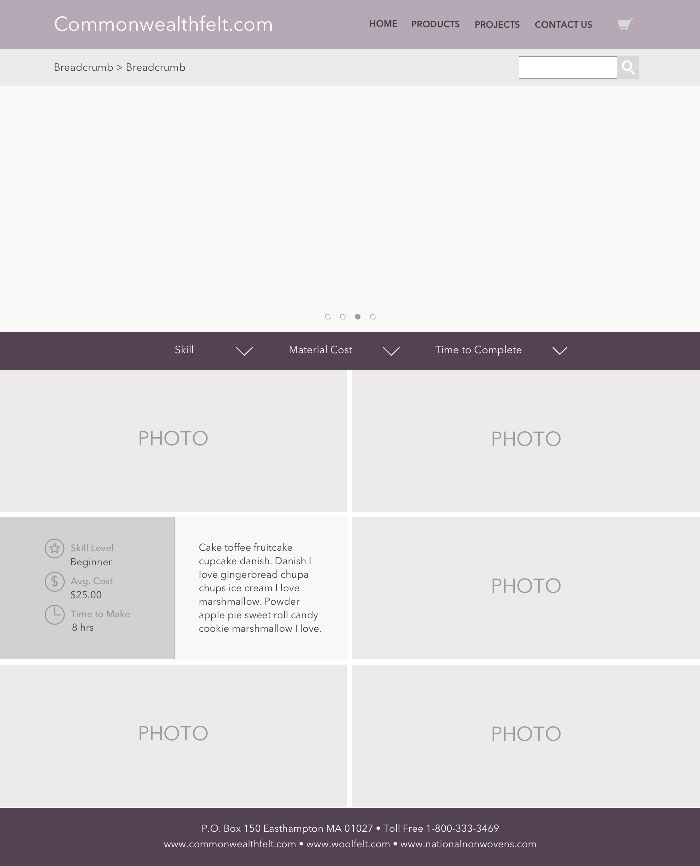 Commonwealthfelt.com HOME PRODUCTS PROJECTS CONTACT US
Breadcrumb > Breadcrumb
Skill Material Cost Time to Complete
PHOTO PHOTO
Skill Level
Beginner
Avg. Cost
$25.00
Time to Make
8 hrs
Cake toffee fruitcake
cupcake danish. Danish I
love gingerbread chupa
chups ice cream I love
marshmallow. Powder
apple pie sweet roll candy
cookie marshmallow I love.
PHOTO
PHOTO PHOTO
P.O. Box 150 Easthampton MA 01027 • Toll Free 1-800-333-3469
www.commonwealthfelt.com • www.woolfelt.com • www.nationalnonwovens.com